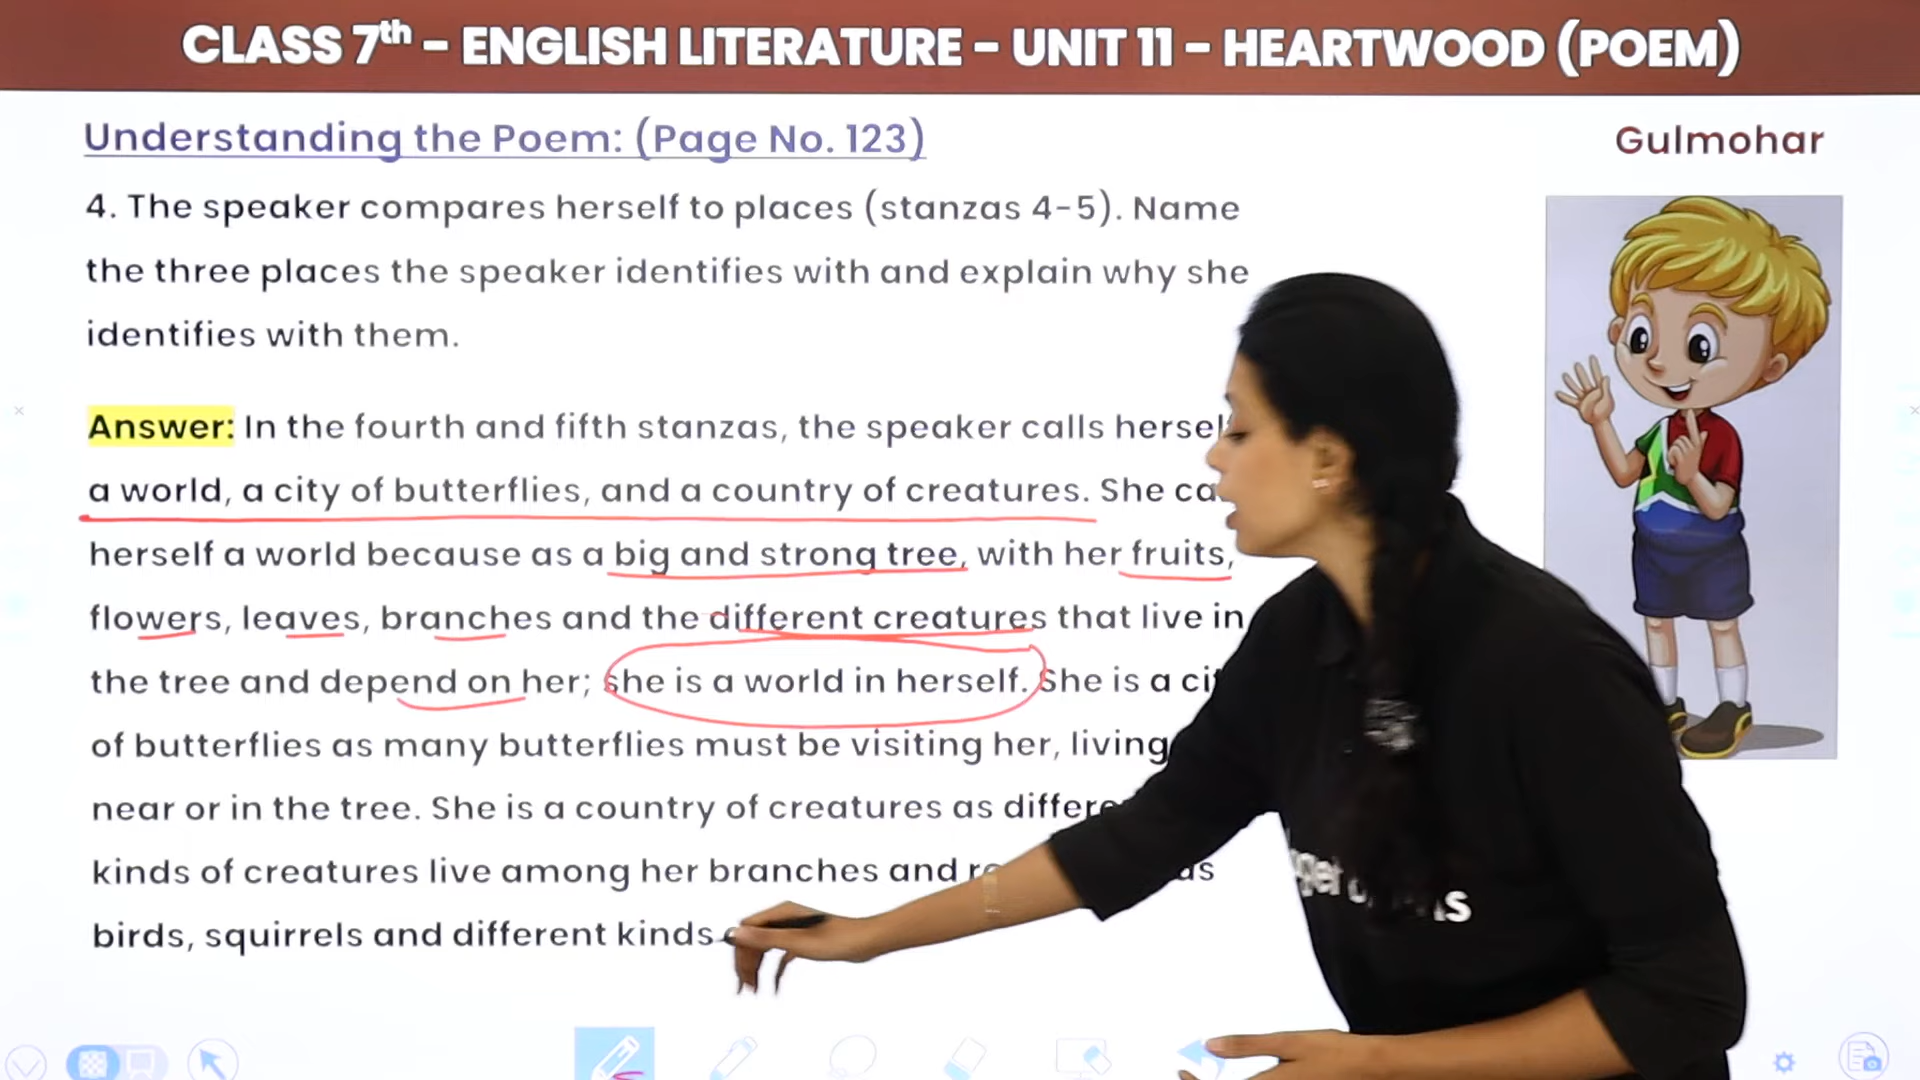 CLASS 7th – ENGLISH LITERATURE – UNIT 11 – HEARTWOOD (POEM)
Understanding the Poem: (Page No. 123)
Gulmohar
4. The speaker compares herself to places (stanzas 4-5). Name
the three places the speaker identifies with and explain why she
identifies with them.
Answer: In the fourth and fifth stanzas, the speaker calls
a world, a city of butterflies, and a country of creatures. She
herself a world because as a big and strong tree, with her fruits,
flowers, leaves, branches and the different creatures that live in
the tree and depend on her; she is a world in herself. She is a
of butterflies as many butterflies must be visiting her, living
near or in the tree. She is a country of creatures as
kinds of creatures live among her branches and
birds, squirrels and different kinds